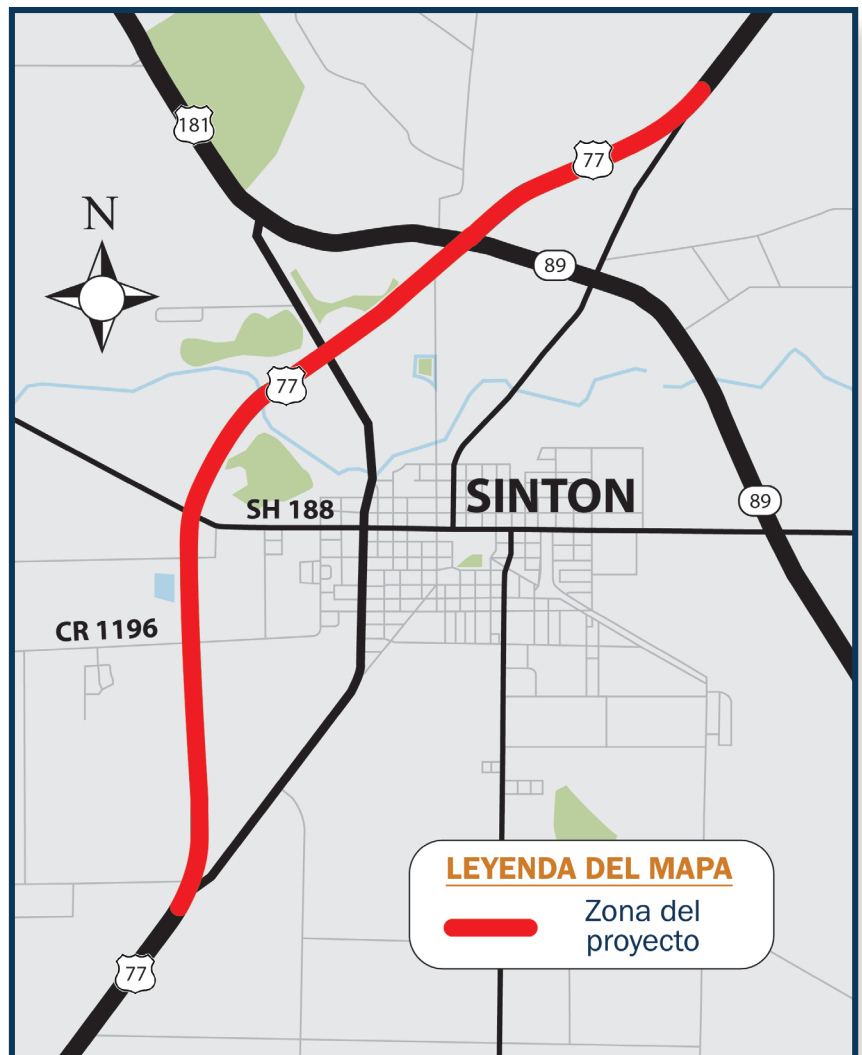 181
77
N
89
77
SINTON
SH 188
89
CR 1196
LEYENDA DEL MAPA
Zona del
proyecto
77